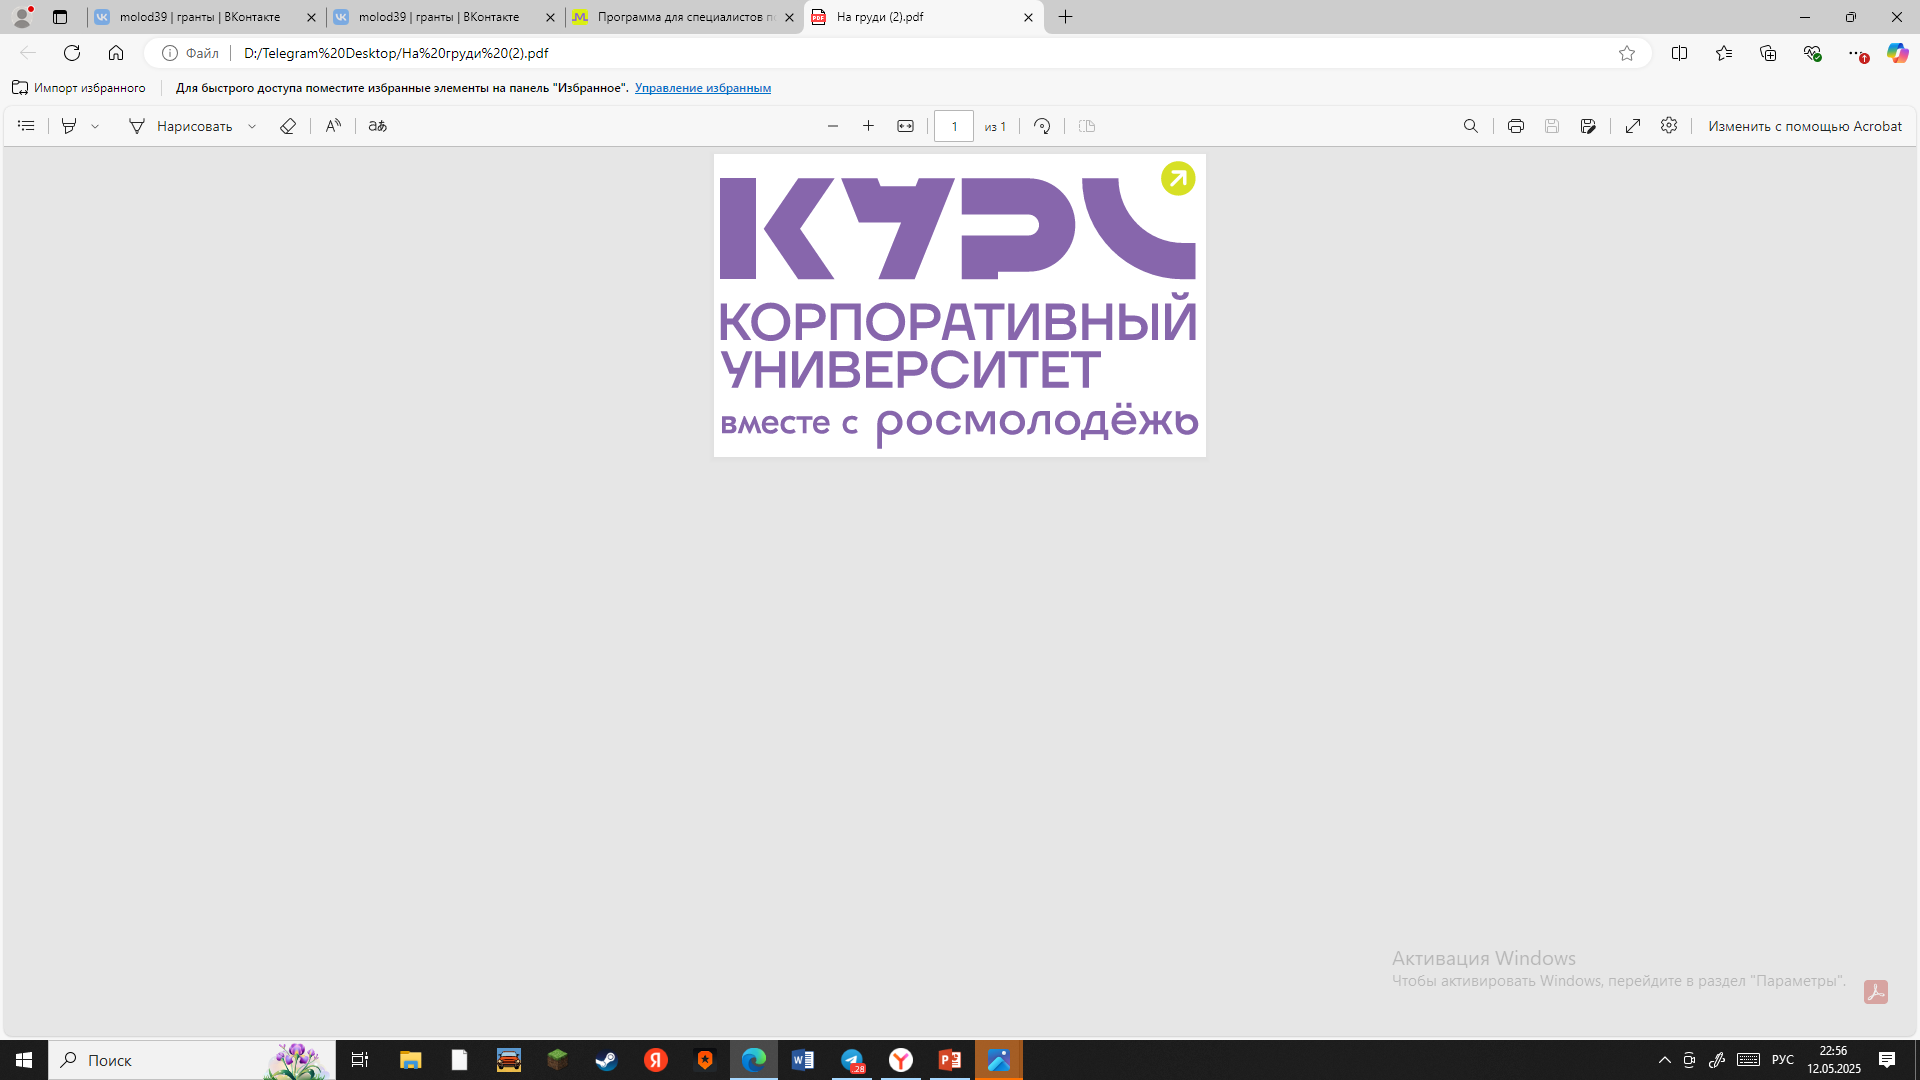 molod39 | гранты | ВКонтакте
molod39 | гранты | ВКонтакте
Программа для специалистов
На груди (2).pdf
Файл
D:/Telegram%20Desktop/На%20груди%20(2).pdf
Импорт избранного
Для быстрого доступа поместите избранные элементы на панель "Избранное". Управление избранным
Нарисовать
аあ
1 из 1
Изменить с помощью Acrobat
КУРС
КОРПОРАТИВНЫЙ
УНИВЕРСИТЕТ
вместе с росмолодёжь
Активация Windows
Чтобы активировать Windows, перейдите в раздел "Параметры".
Поиск
28
РУС
22:56
12.05.2025